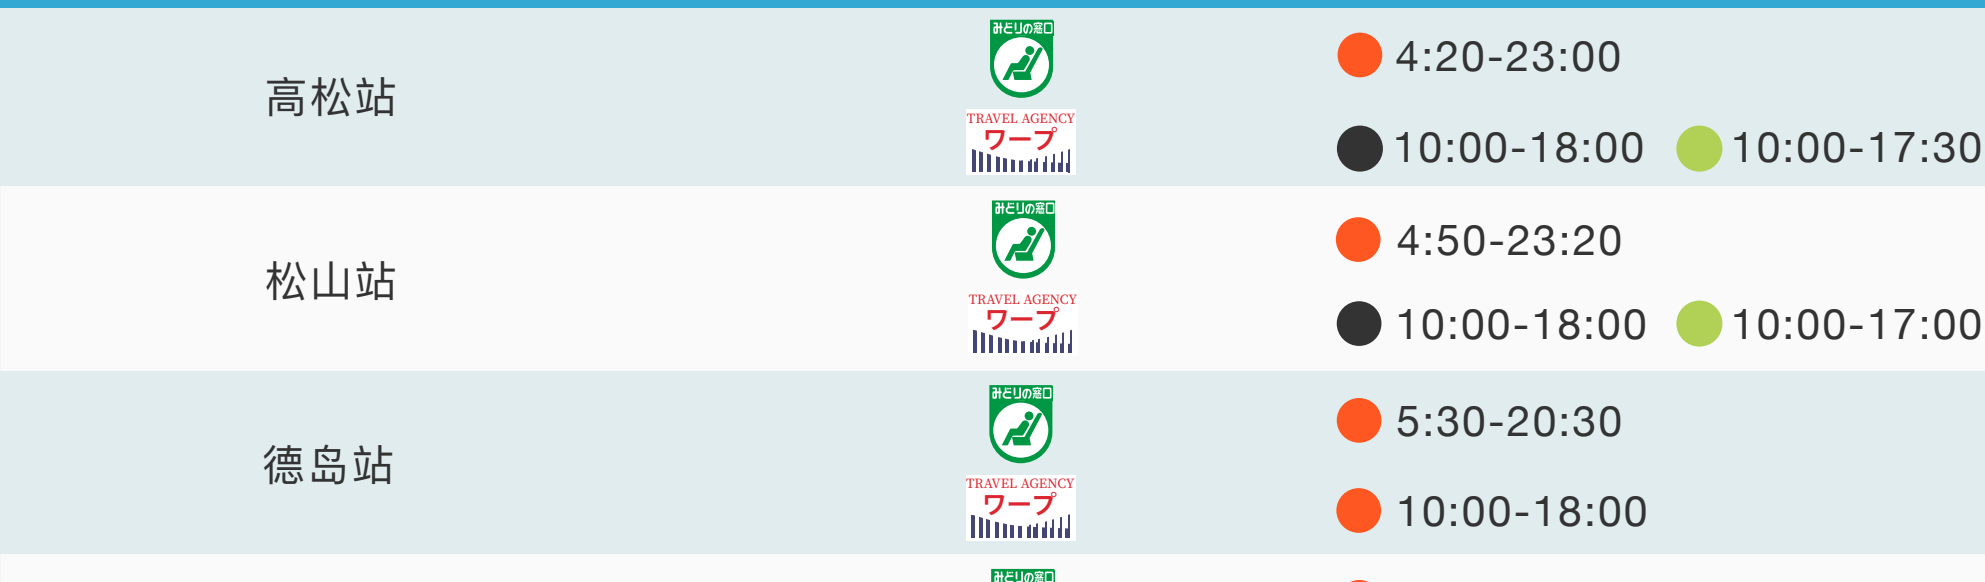 みどりの窓口
4:20-23:00
高松站
TRAVEL AGENCY
ワープ
10:00-18:00 10:00-17:30
みどりの窓口
4:50-23:20
松山站
TRAVEL AGENCY
ワープ
10:00-18:00 10:00-17:00
みどりの窓口
5:30-20:30
德岛站
TRAVEL AGENCY
ワープ
10:00-18:00
みどりの窓口